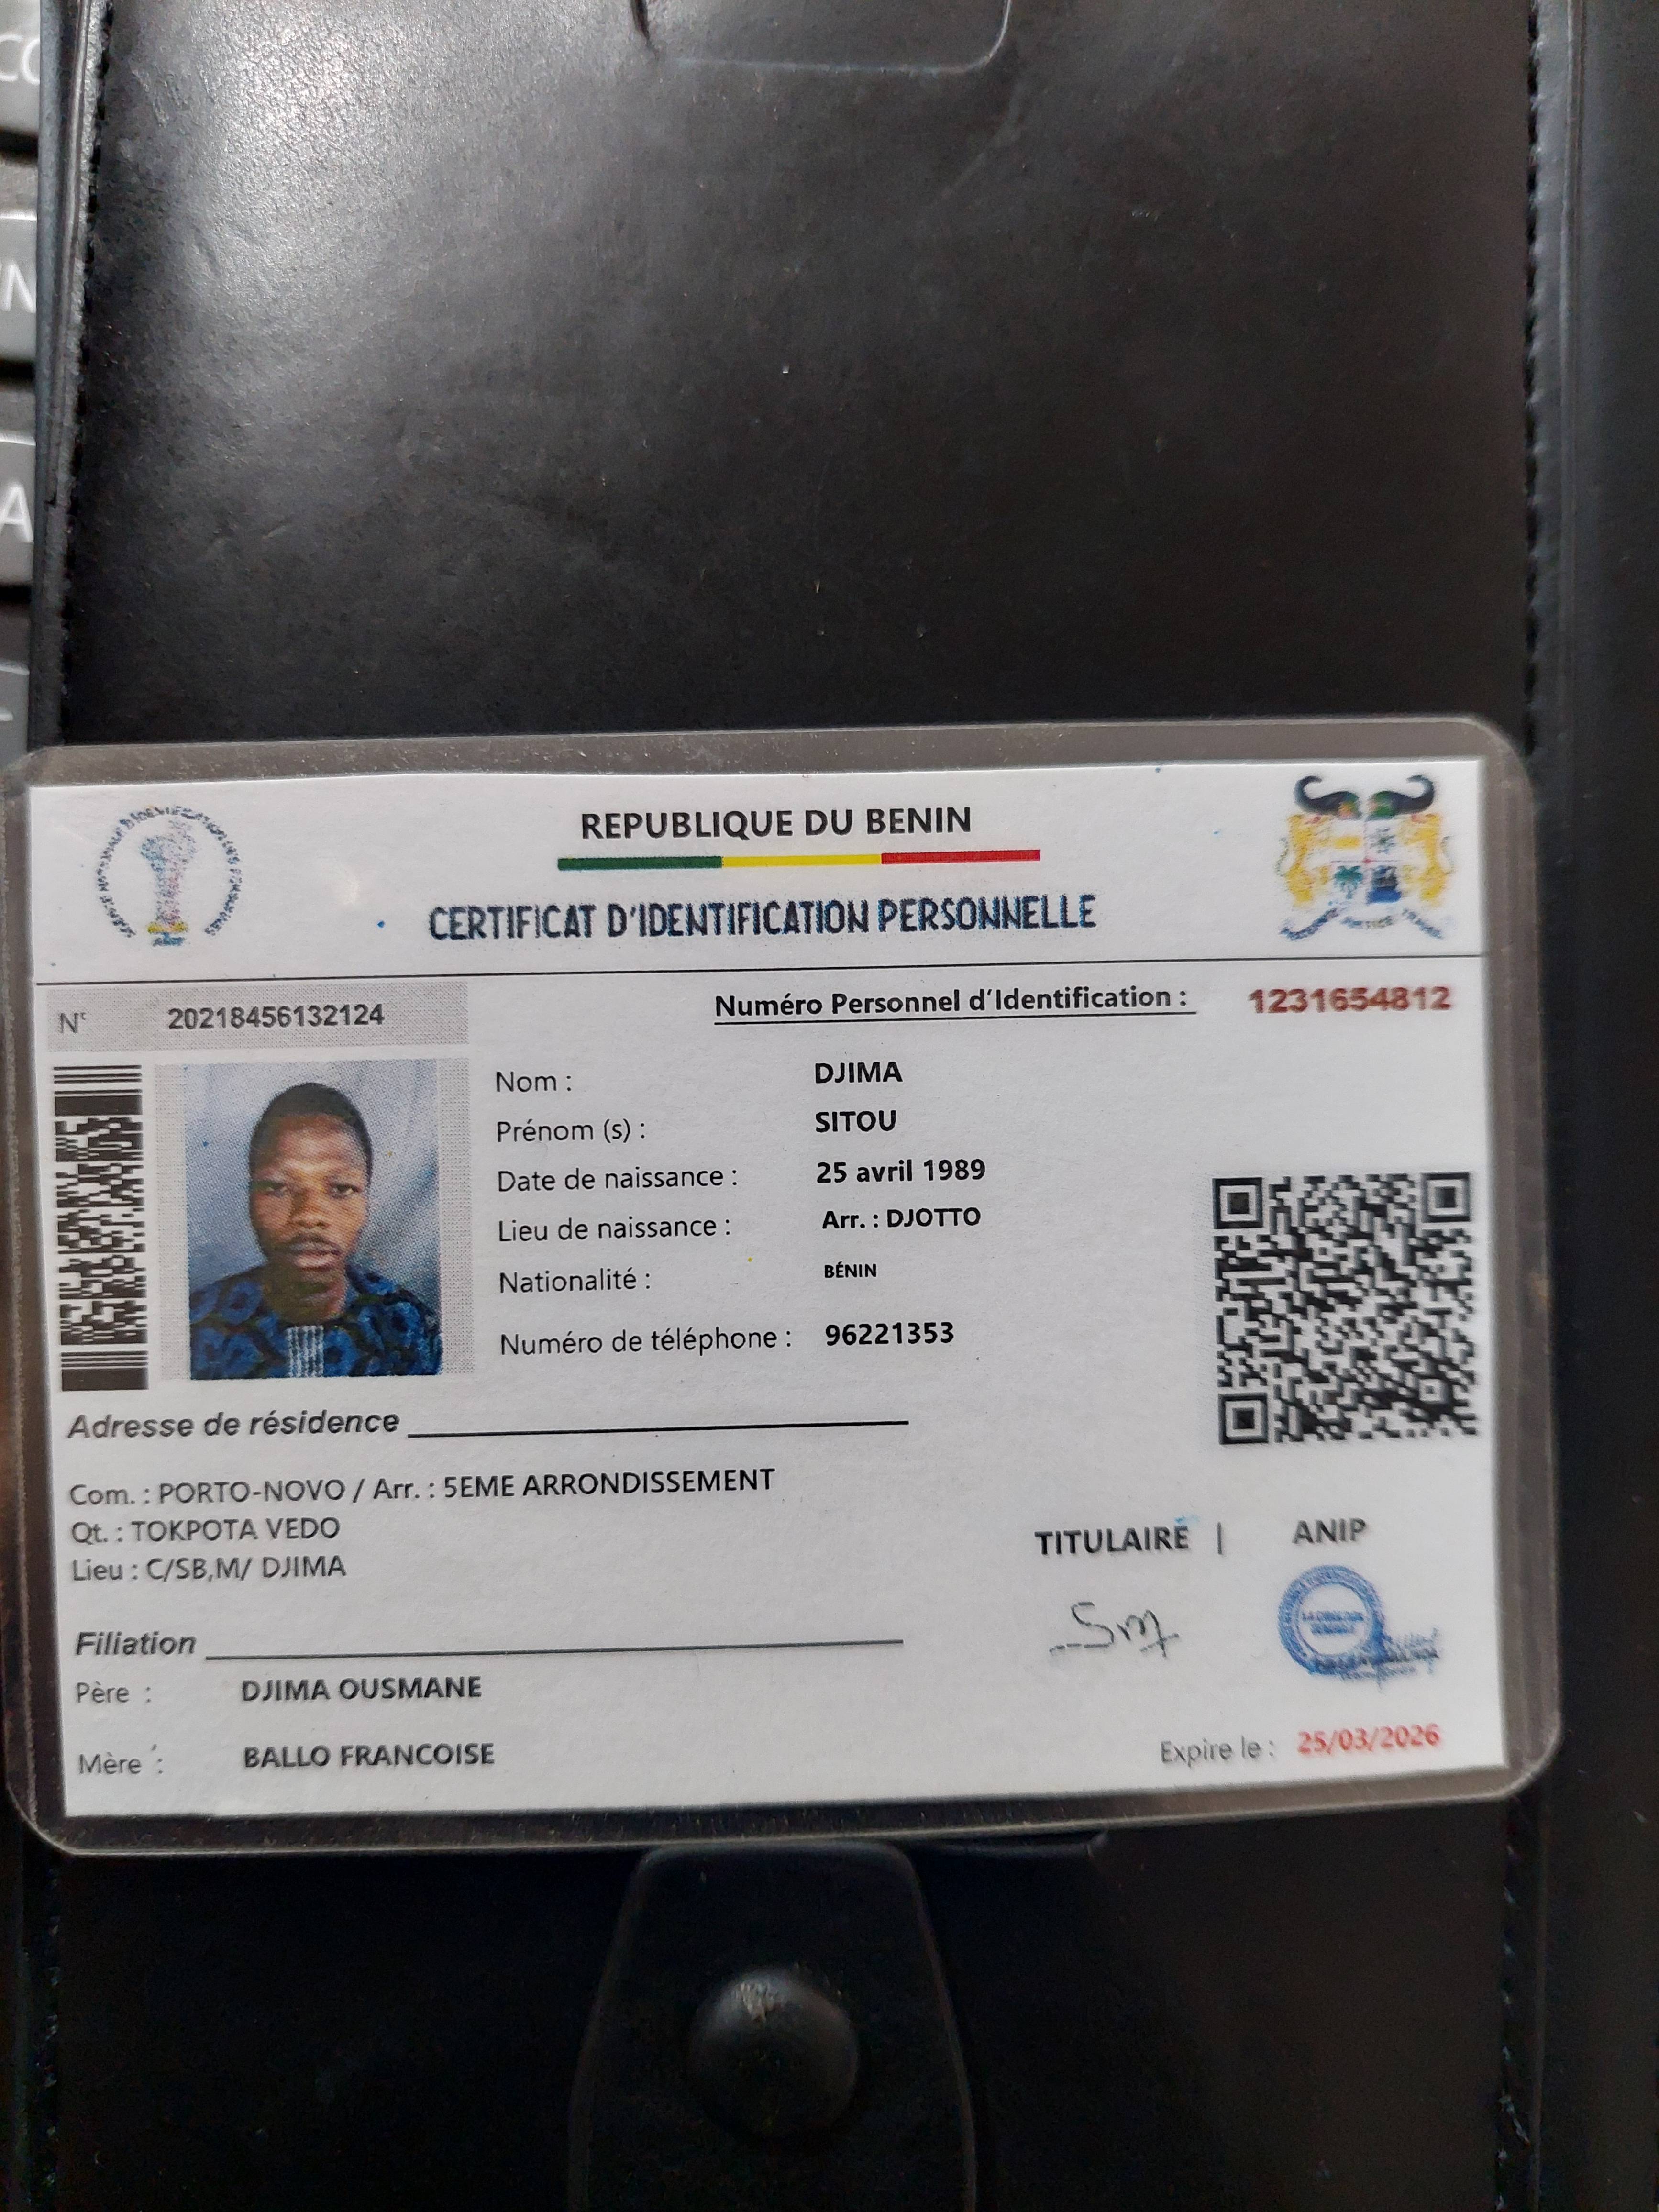 REPUBLIQUE DU BENIN
CERTIFICAT D'IDENTIFICATION PERSONNELLE
N° 20218456132124
Numéro Personnel d'Identification : 1231654812
Nom : DJIMA
Prénom (s) : SITOU
Date de naissance : 25 avril 1989
Lieu de naissance : Arr. : DJOTTO
Nationalité : BÉNIN
Numéro de téléphone : 96221353
Adresse de résidence
Com. : PORTO-NOVO / Arr. : 5EME ARRONDISSEMENT
Qt. : TOKPOTA VEDO
Lieu : C/SB,M/ DJIMA
TITULAIRE | ANIP
Filiation
Père : DJIMA OUSMANE
Mère : BALLO FRANCOISE
Expire le : 25/03/2026